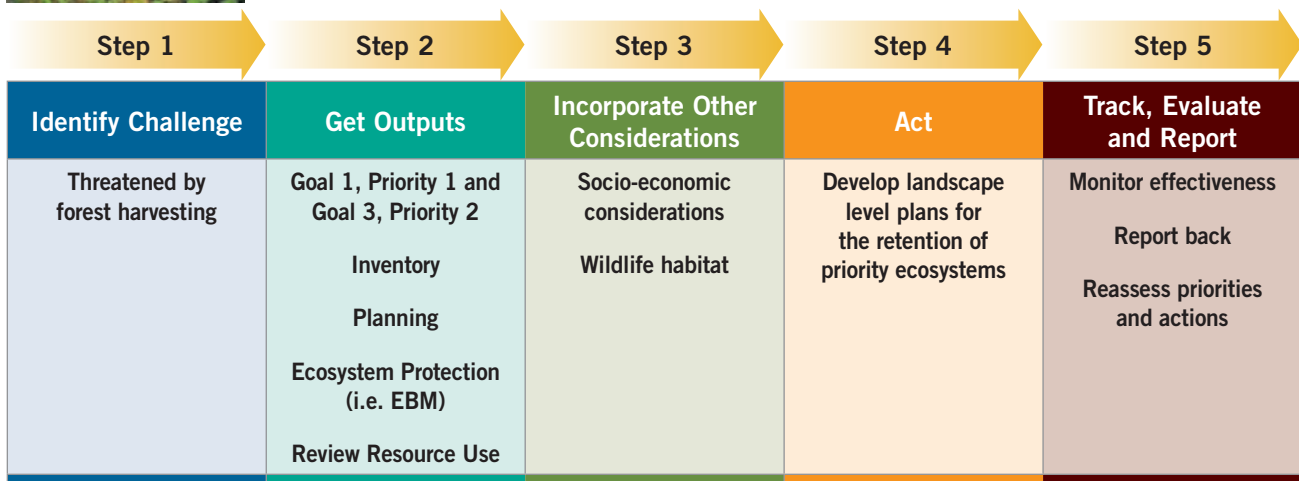 Step 1
Step 2
Step 3
Step 4
Step 5
Identify Challenge
Get Outputs
Incorporate Other
Considerations
Act
Track, Evaluate
and Report
Threatened by
forest harvesting
Goal 1, Priority 1 and
Goal 3, Priority 2
Inventory
Planning
Ecosystem Protection
(i.e. EBM)
Review Resource Use
Socio-economic
considerations
Wildlife habitat
Develop landscape
level plans for
the retention of
priority ecosystems
Monitor effectiveness
Report back
Reassess priorities
and actions